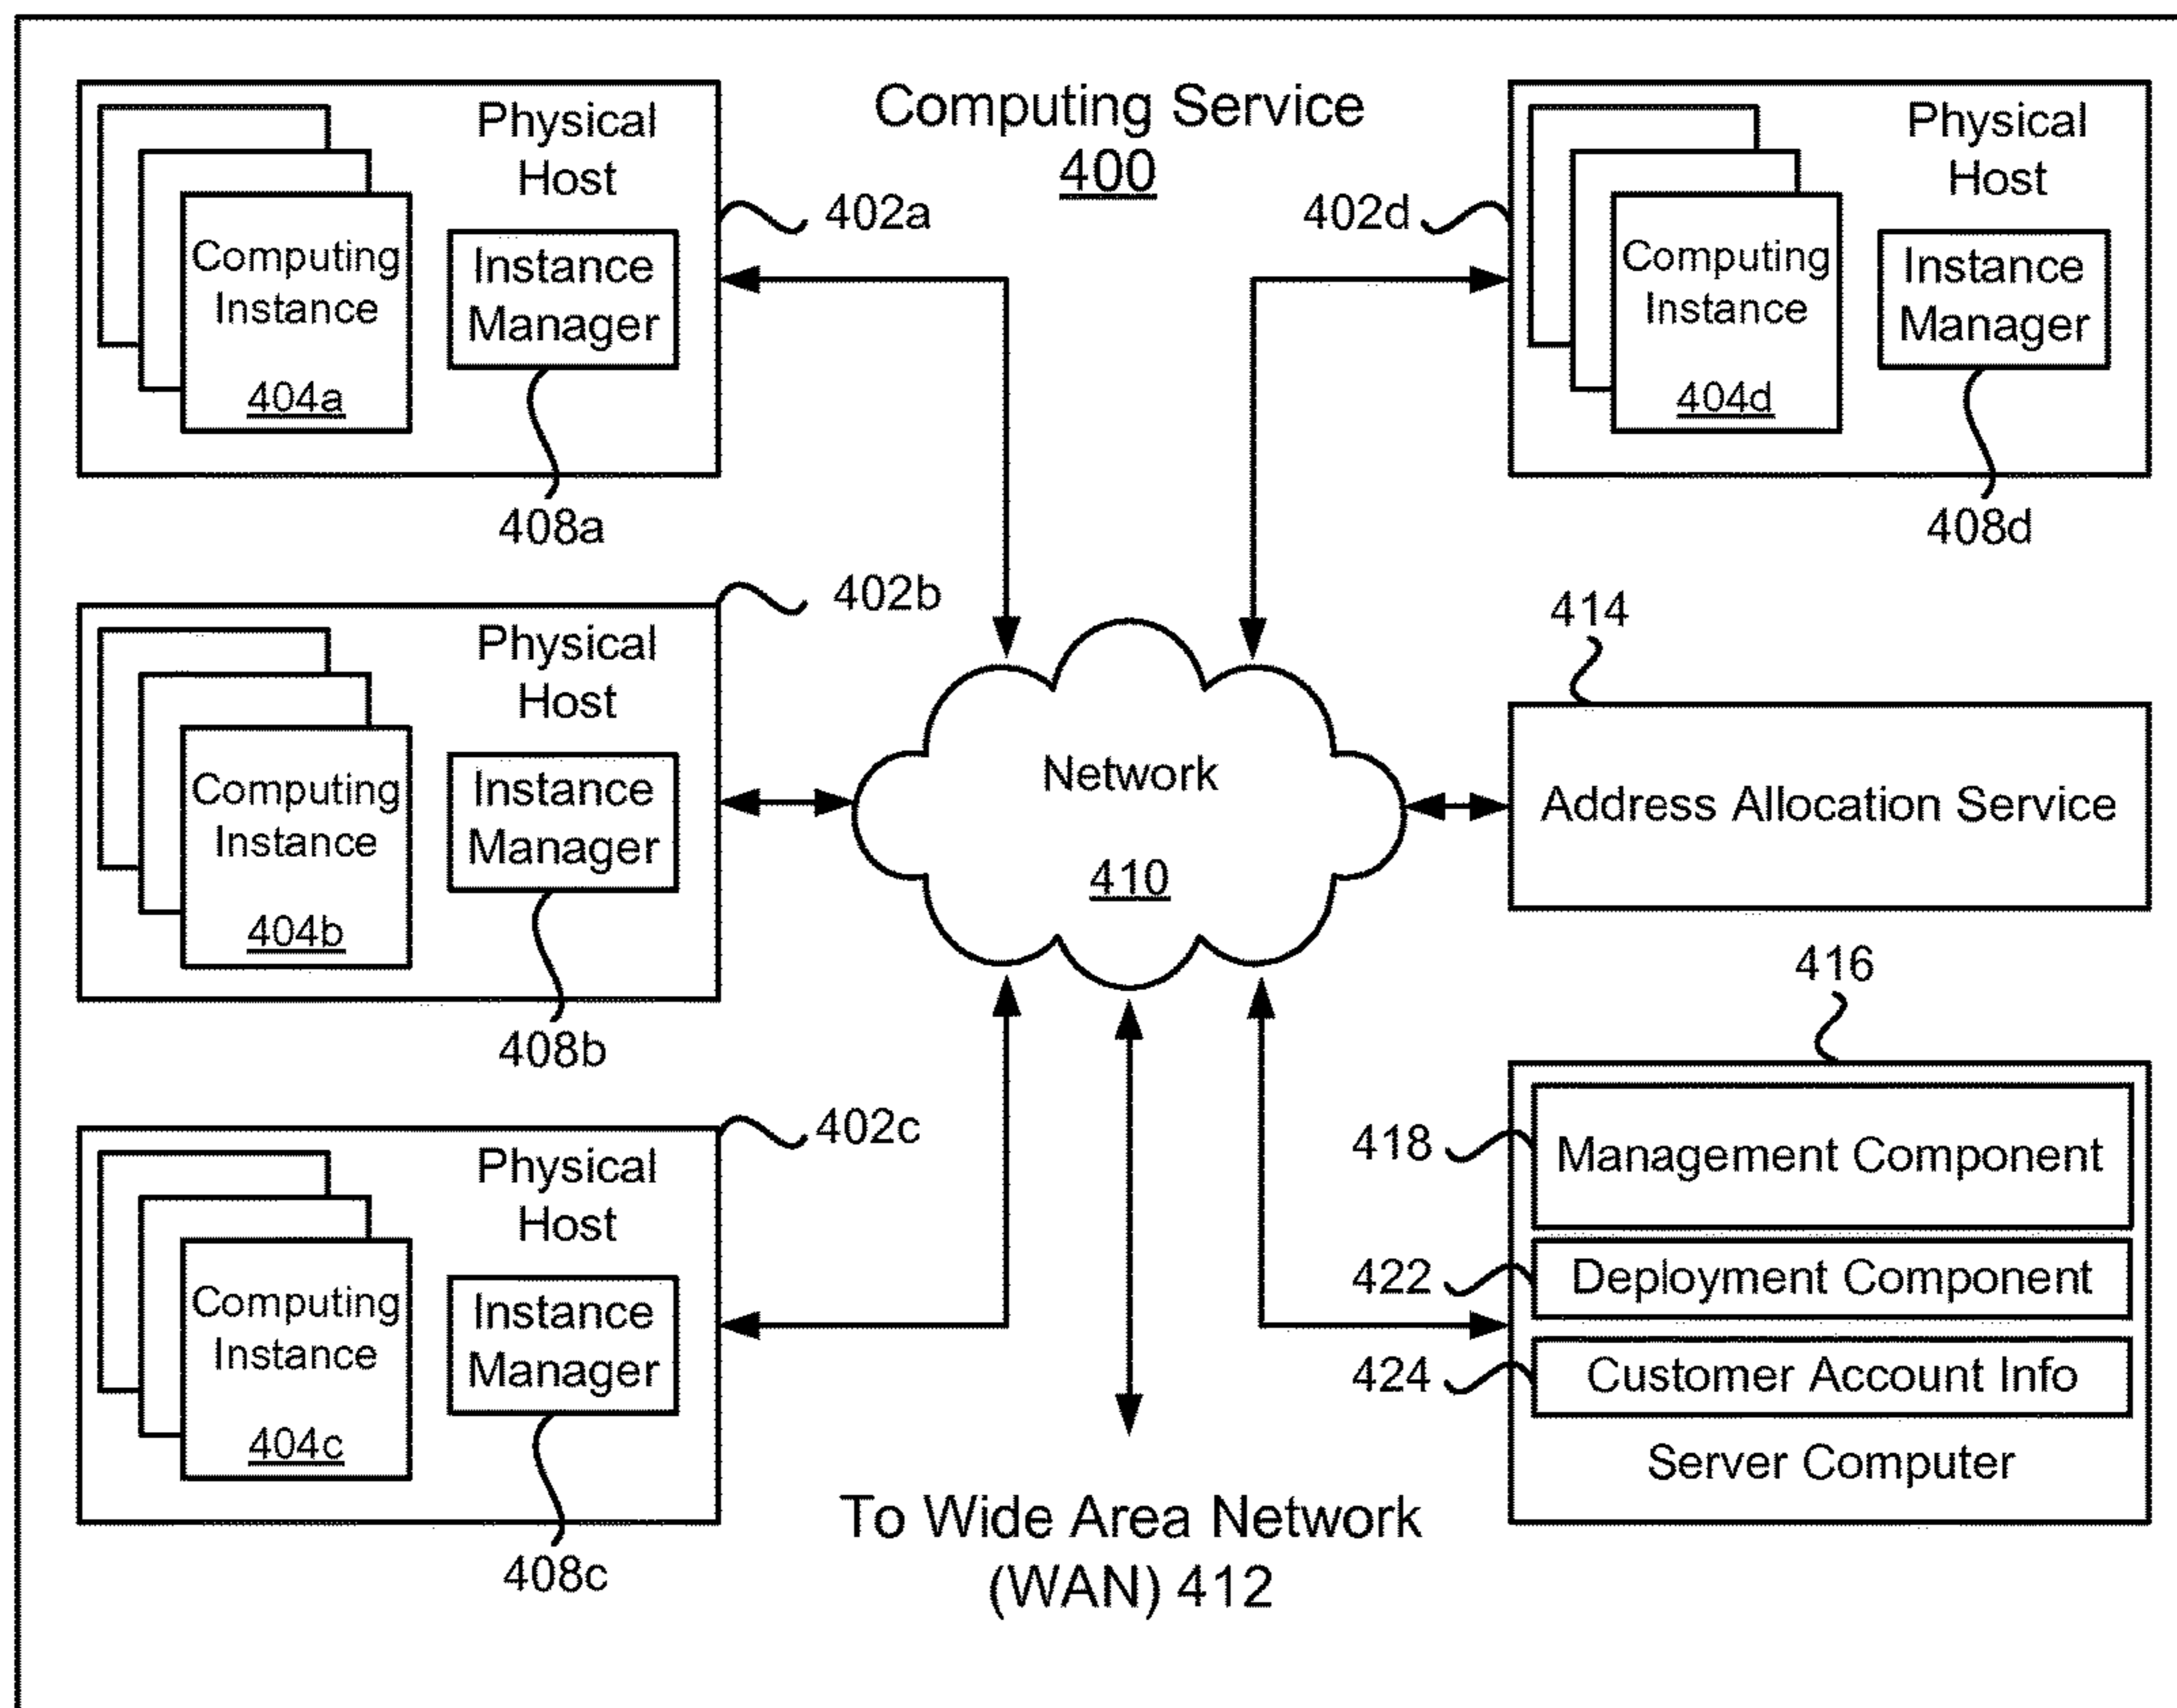 Computing Service
400
Physical
Host
Computing
Instance
404a
Instance
Manager
402a
408a
Physical
Host
Computing
Instance
404d
Instance
Manager
402d
408d
Physical
Host
Computing
Instance
404b
Instance
Manager
402b
408b
Network
410
414
Address Allocation Service
Physical
Host
Computing
Instance
404c
Instance
Manager
402c
408c
416
418
Management Component
422
Deployment Component
424
Customer Account Info
Server Computer
To Wide Area Network
(WAN) 412